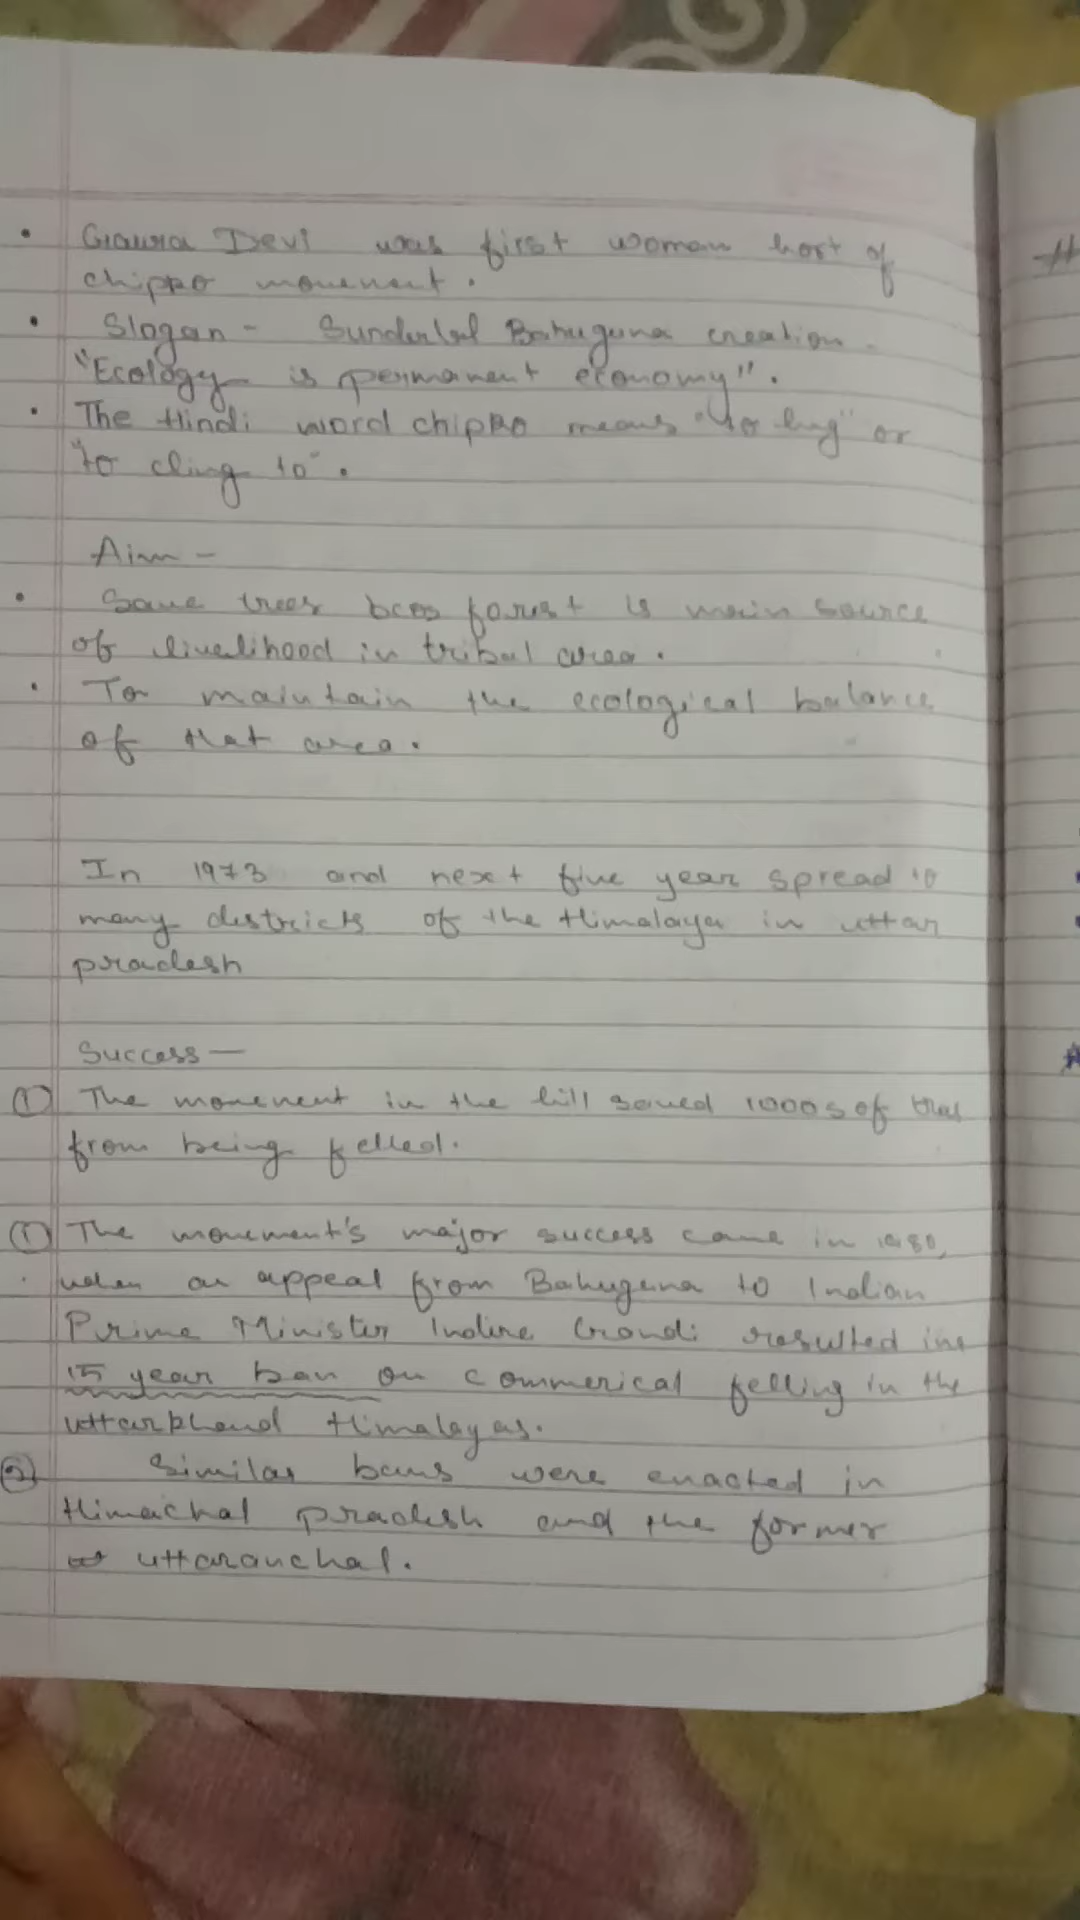 • Gaura Devi was first woman host of
chipko movement.
• Slogan - Sunderlal Bahuguna creation -
"Ecology is permanent economy".
• The Hindi word chipko means "to hug" or
"to cling to".
Aim -
• Save trees bcos forest is main source
of livelihood in tribal area.
• To maintain the ecological balance
of that area.
In 1973 and next five year spread to
many districts of the Himalaya in uttar
pradesh
Success -
① The movement in the hill saved 1000s of
from being felled.
① The movement's major success came in 1980,
when an appeal from Bahuguna to Indian
Prime Minister Indira Grandi resulted in
15 year ban on commerical felling in the
uttarkhand Himalayas.
② Similar bans were enacted in
Himachal pradesh and the former
uttaranchal.